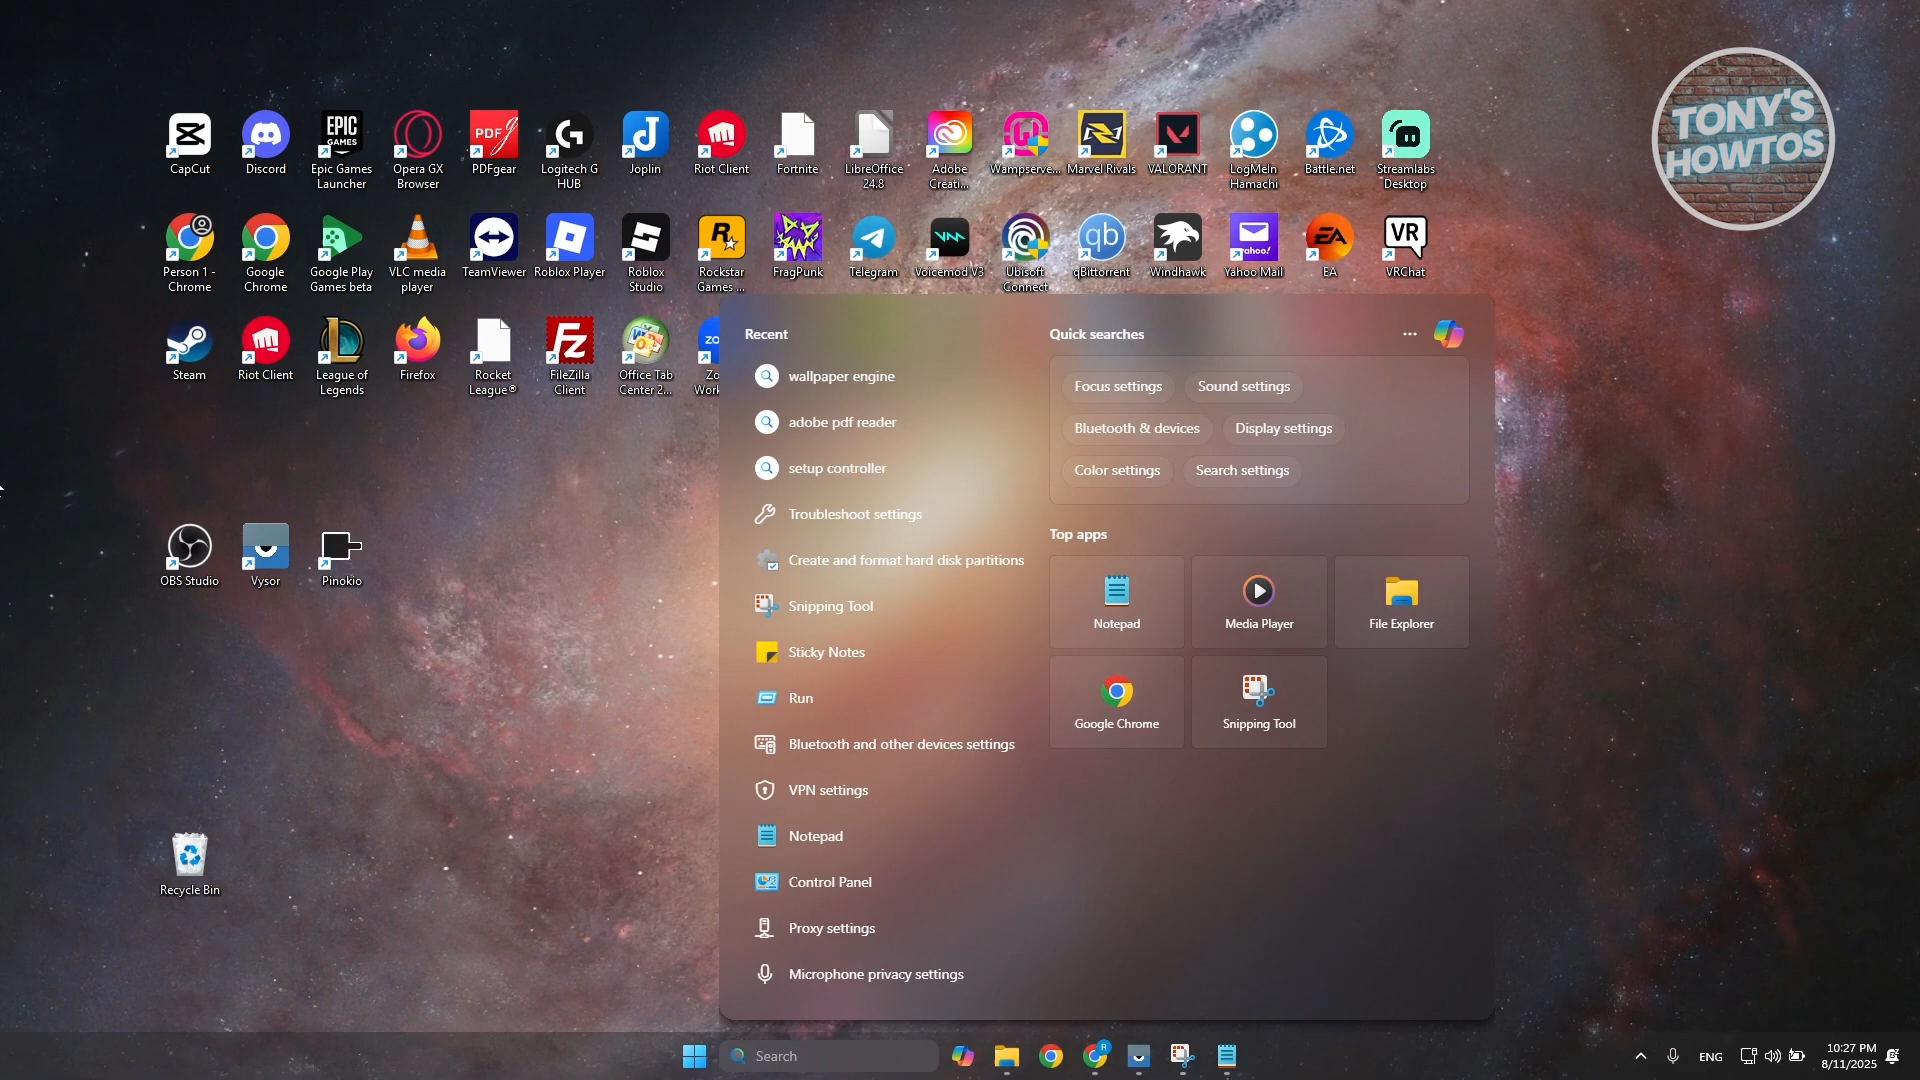 TONY'S
HOWTOS
CapCut
Discord
Epic Games
Launcher
Opera GX
Browser
PDFgear
Logitech G
HUB
Joplin
Riot Client
Fortnite
LibreOffice
24.8
Adobe
Creati...
Wampserve...
Marvel Rivals
VALORANT
LogMeIn
Hamachi
Battle.net
Streamlabs
Desktop
Person 1 -
Chrome
Google
Chrome
Google Play
Games beta
VLC media
player
TeamViewer
Roblox Player
Roblox
Studio
Rockstar
Games ...
FragPunk
Telegram
Voicemod V3
Ubisoft
Connect
qBittorrent
Windhawk
Yahoo Mail
EA
VRChat
Steam
Riot Client
League of
Legends
Firefox
Rocket
League®
FileZilla
Client
Office Tab
Center 2...
Zo
Work
OBS Studio
Vysor
Pinokio
Recycle Bin
Recent
wallpaper engine
adobe pdf reader
setup controller
Troubleshoot settings
Create and format hard disk partitions
Snipping Tool
Sticky Notes
Run
Bluetooth and other devices settings
VPN settings
Notepad
Control Panel
Proxy settings
Microphone privacy settings
Quick searches
Focus settings
Sound settings
Bluetooth & devices
Display settings
Color settings
Search settings
Top apps
Notepad
Media Player
File Explorer
Google Chrome
Snipping Tool
Search
ENG
10:27 PM
8/11/2025